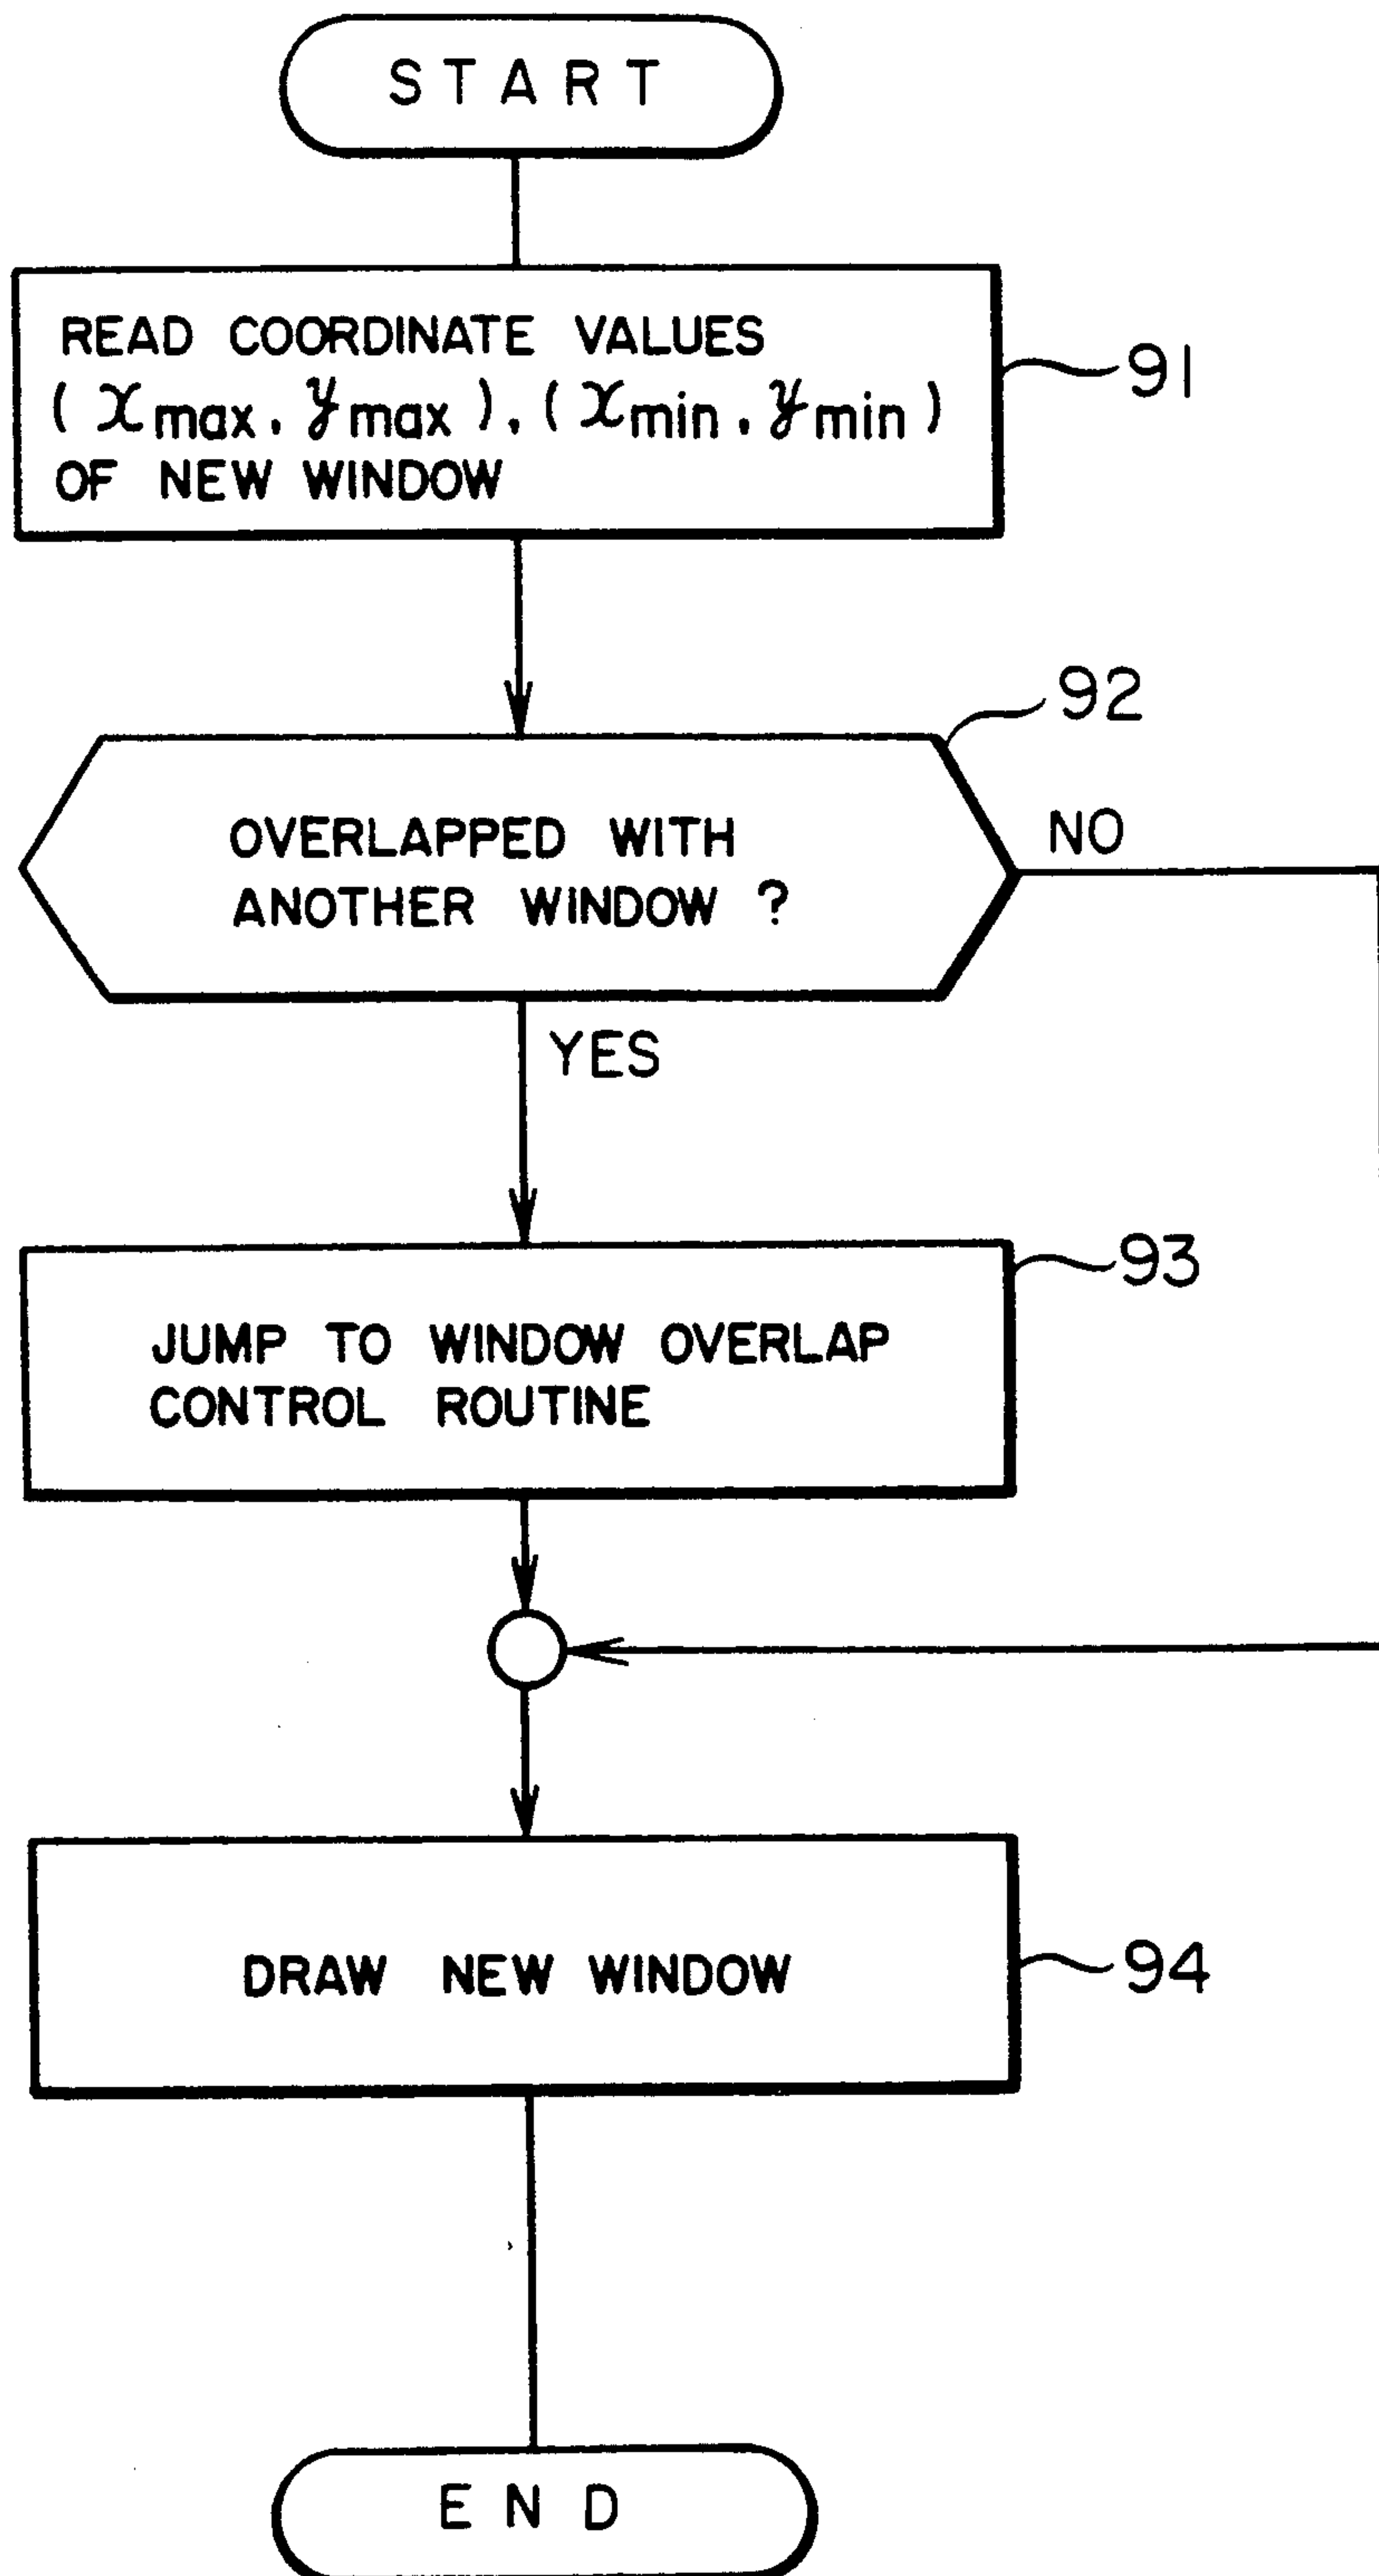 START
READ COORDINATE VALUES
(xmax, ymax), (xmin, ymin)
OF NEW WINDOW
91
92
OVERLAPPED WITH
ANOTHER WINDOW ?
NO
YES
93
JUMP TO WINDOW OVERLAP
CONTROL ROUTINE
DRAW NEW WINDOW
94
END